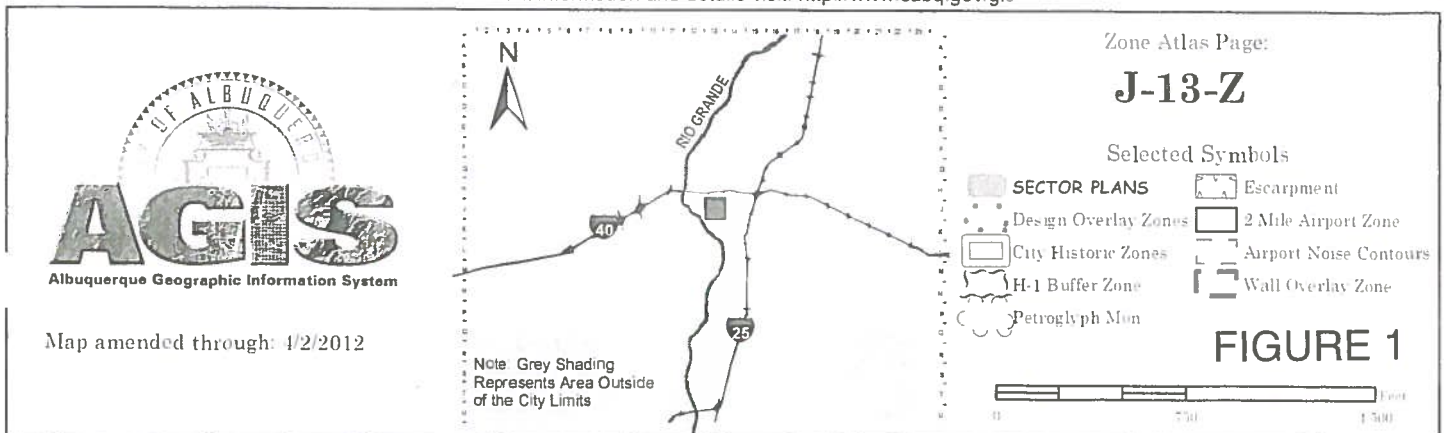 OF ALBUQUERQ
AGIS
Albuquerque Geographic Information System
Map amended through: 4/2/2012
N
RIO GRANDE
40
25
Note: Grey Shading
Represents Area Outside
of the City Limits
Zone Atlas Page:
J-13-Z
Selected Symbols
SECTOR PLANS
Escarpment
Design Overlay Zones
2 Mile Airport Zone
City Historic Zones
Airport Noise Contours
H-1 Buffer Zone
Wall Overlay Zone
Petroglyph Mon
FIGURE 1
Feet
0
750
1,500